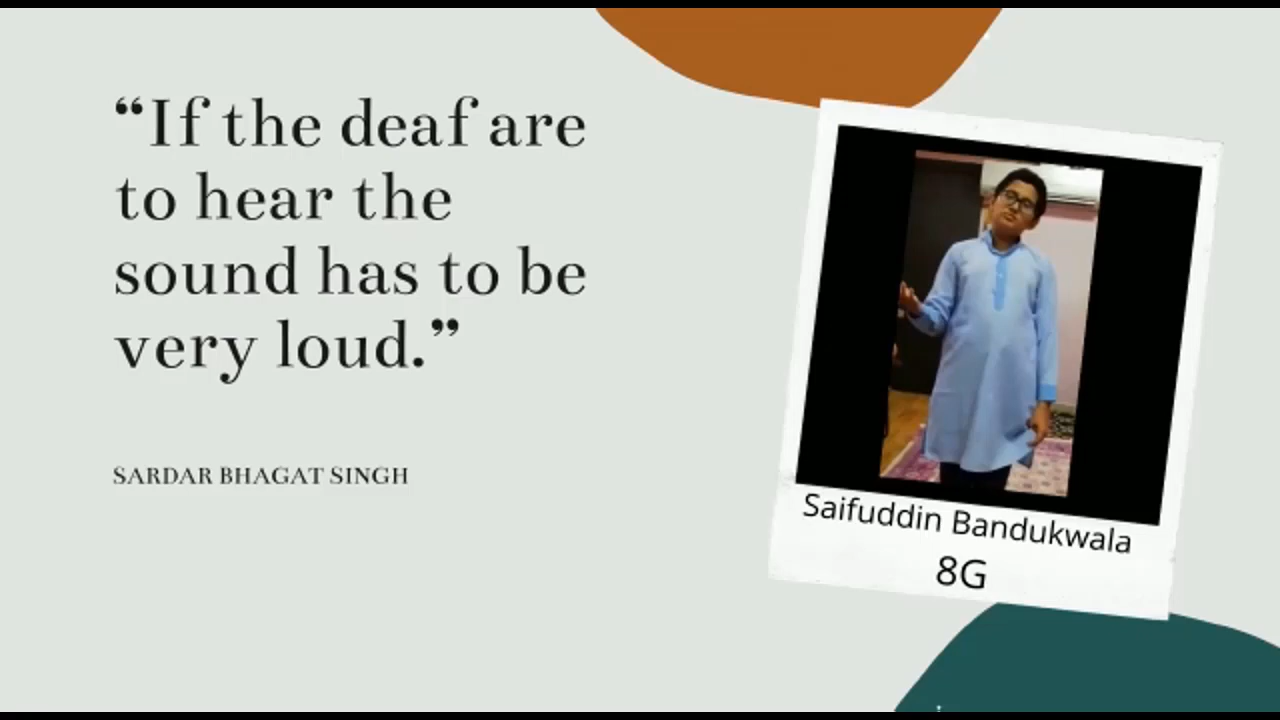 “If the deaf are
to hear the
sound has to be
very loud.”
SARDAR BHAGAT SINGH
Saifuddin Bandukwala
8G